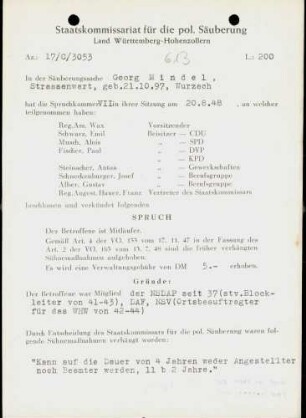 Staatskommissariat für die pol. Säuberung
Land Württemberg-Hohenzollern
Az: 17/G/3053
613
L: 200
In der Säuberungssache Georg Hindel,
Strassenwart, geb.21.10.97, Wurzach
hat die Spruchkammer VII in ihrer Sitzung am 20.8.48 , an welcher
teilgenommen haben:
Reg.Am. Wax Vorsitzender
Schwarz, Emil Beisitzer — CDU
Munch, Alois „ — SPD
Fischer, Paul „ — DVP
„ — KPD
Steinacher, Anton „ — Gewerkschaften
Schneckenburger, Josef „ — Berufsgruppe
Alber, Gustav „ — Berufsgruppe
Reg.Angest. Hauer, Franz Vertreter des Staatskommissars
beschlossen und verkündet folgenden
SPRUCH
Der Betroffene ist Mitläufer.
Gemäß Art. 4 der VO. 133 vom 17. 11. 47 in der Fassung des
Art. 2 der VO. 165 vom 13. 7. 48 sind die früher verhängten
Sühnemaßnahmen aufgehoben.
Es wird eine Verwaltungsgebühr von DM 5.-- erhoben.
Gründe:
Der Betroffene war Mitglied der NSDAP seit 37(stv.Block-
leiter von 41-43), DAF, NSV(Ortsbeauftragter
für das WHW von 42-44)
Durch Entscheidung des Staatskommissars für die pol. Säuberung waren fol-
gende Sühnemaßnahmen verhängt worden:
"Kann auf die Dauer von 4 Jahren weder Angestellter
noch Beamter werden, 11 b 2 Jahre."